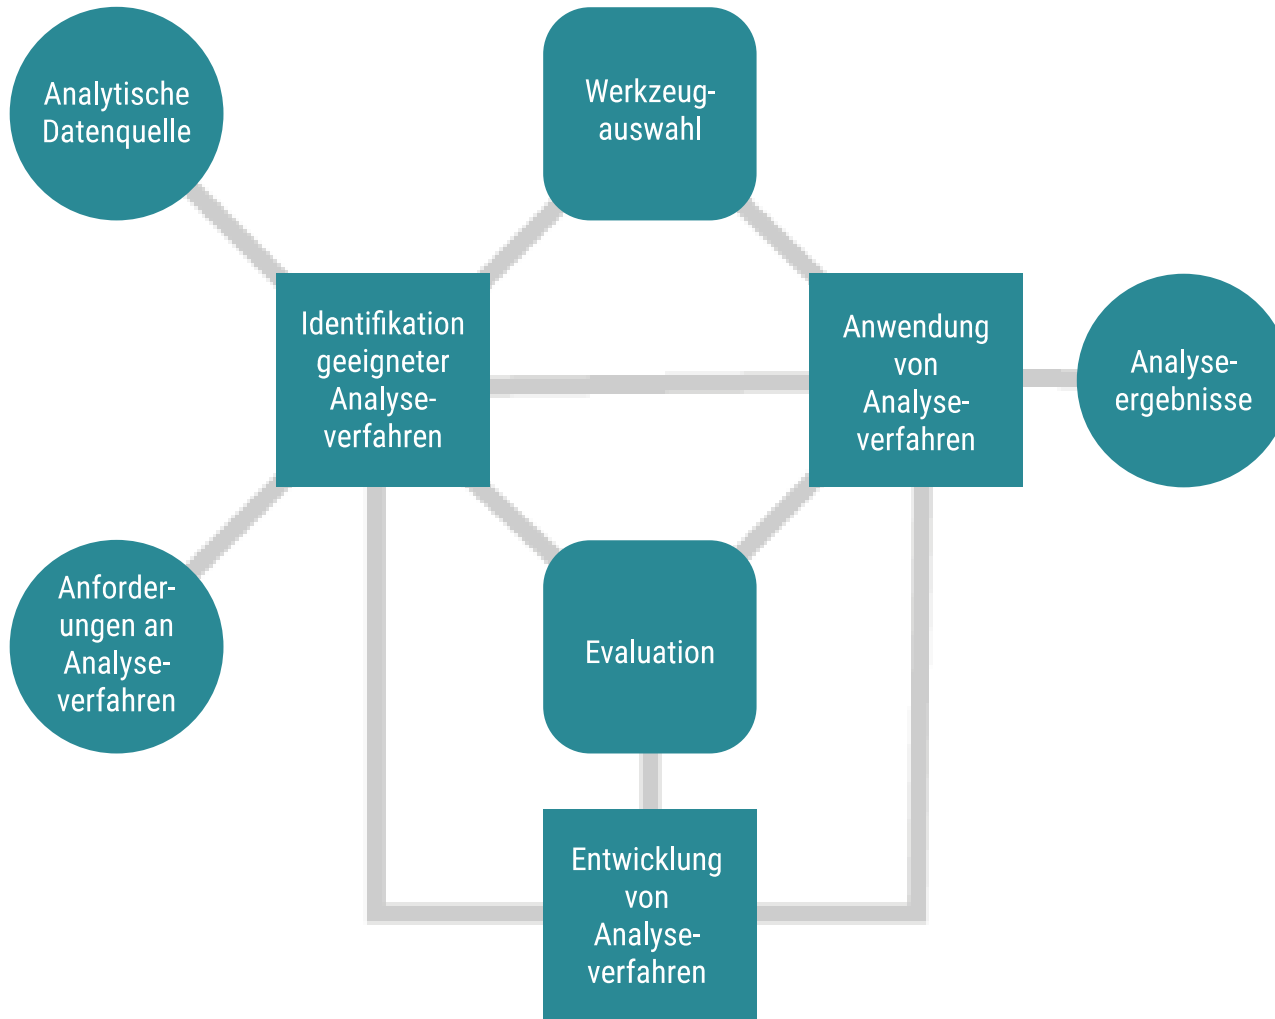 Analytische
Datenquelle
Werkzeug-
auswahl
Identifikation
geeigneter
Analyse-
verfahren
Anwendung
von
Analyse-
verfahren
Analyse-
ergebnisse
Anforder-
ungen an
Analyse-
verfahren
Evaluation
Entwicklung
von
Analyse-
verfahren